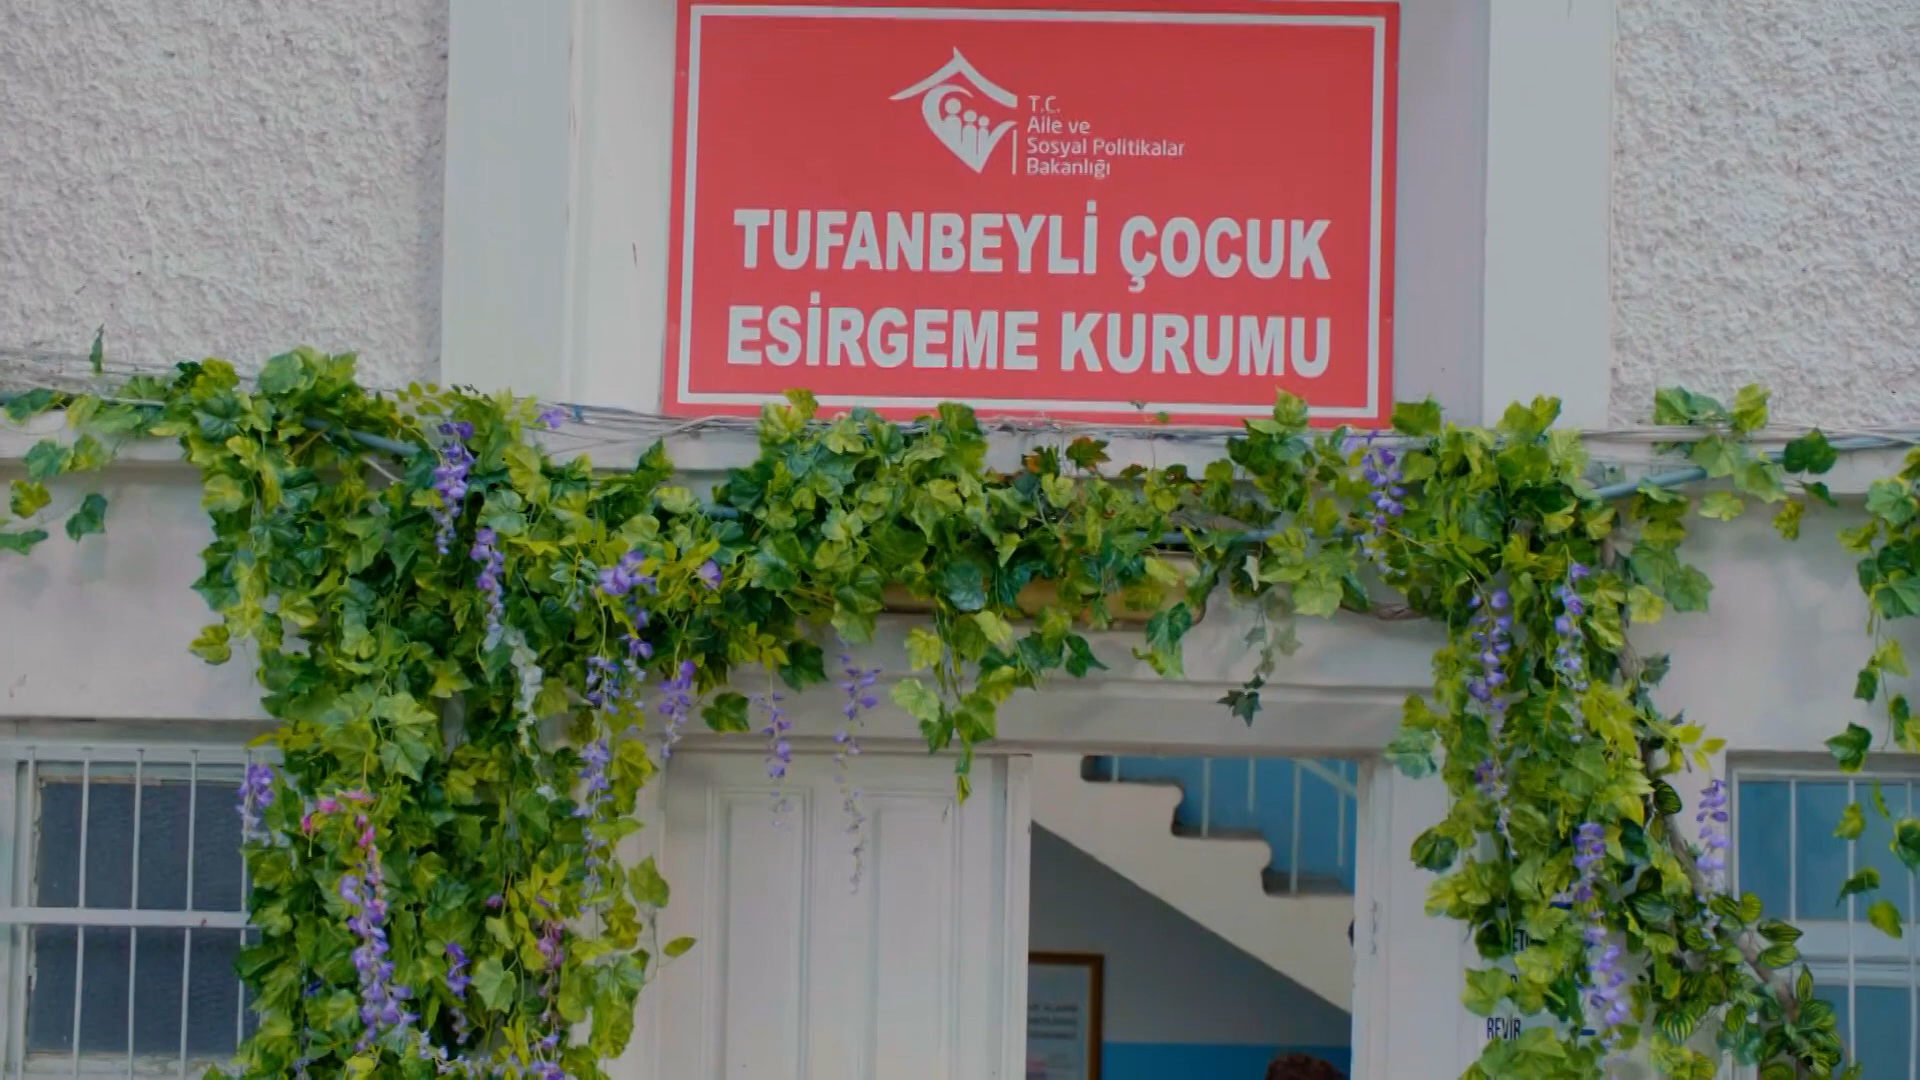 T.C.
Aile ve
Sosyal Politikalar
Bakanlığı
TUFANBEYLİ ÇOCUK
ESİRGEME KURUMU
REVİR